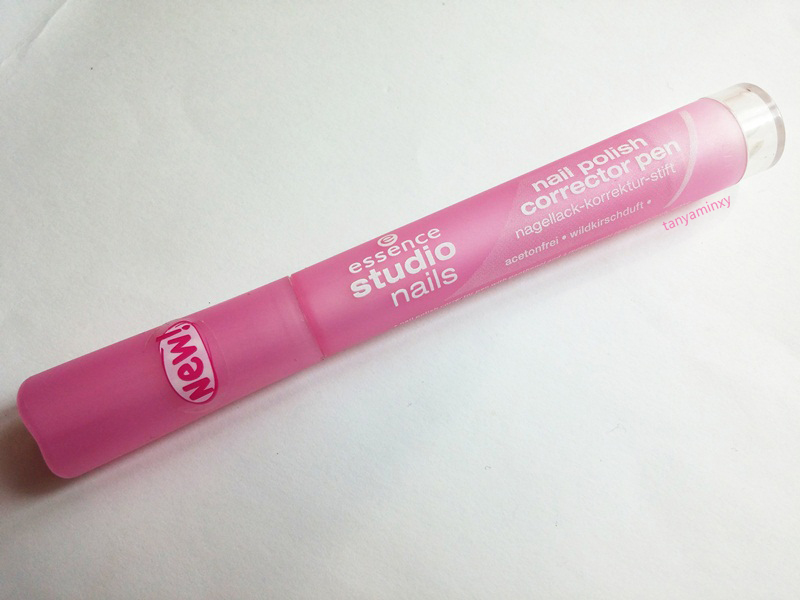 New!
essence
studio
nails
nail polish
corrector pen
nagellack-korrektur-stift
acetonfrei • wildkirschduft •
tanyaminxy